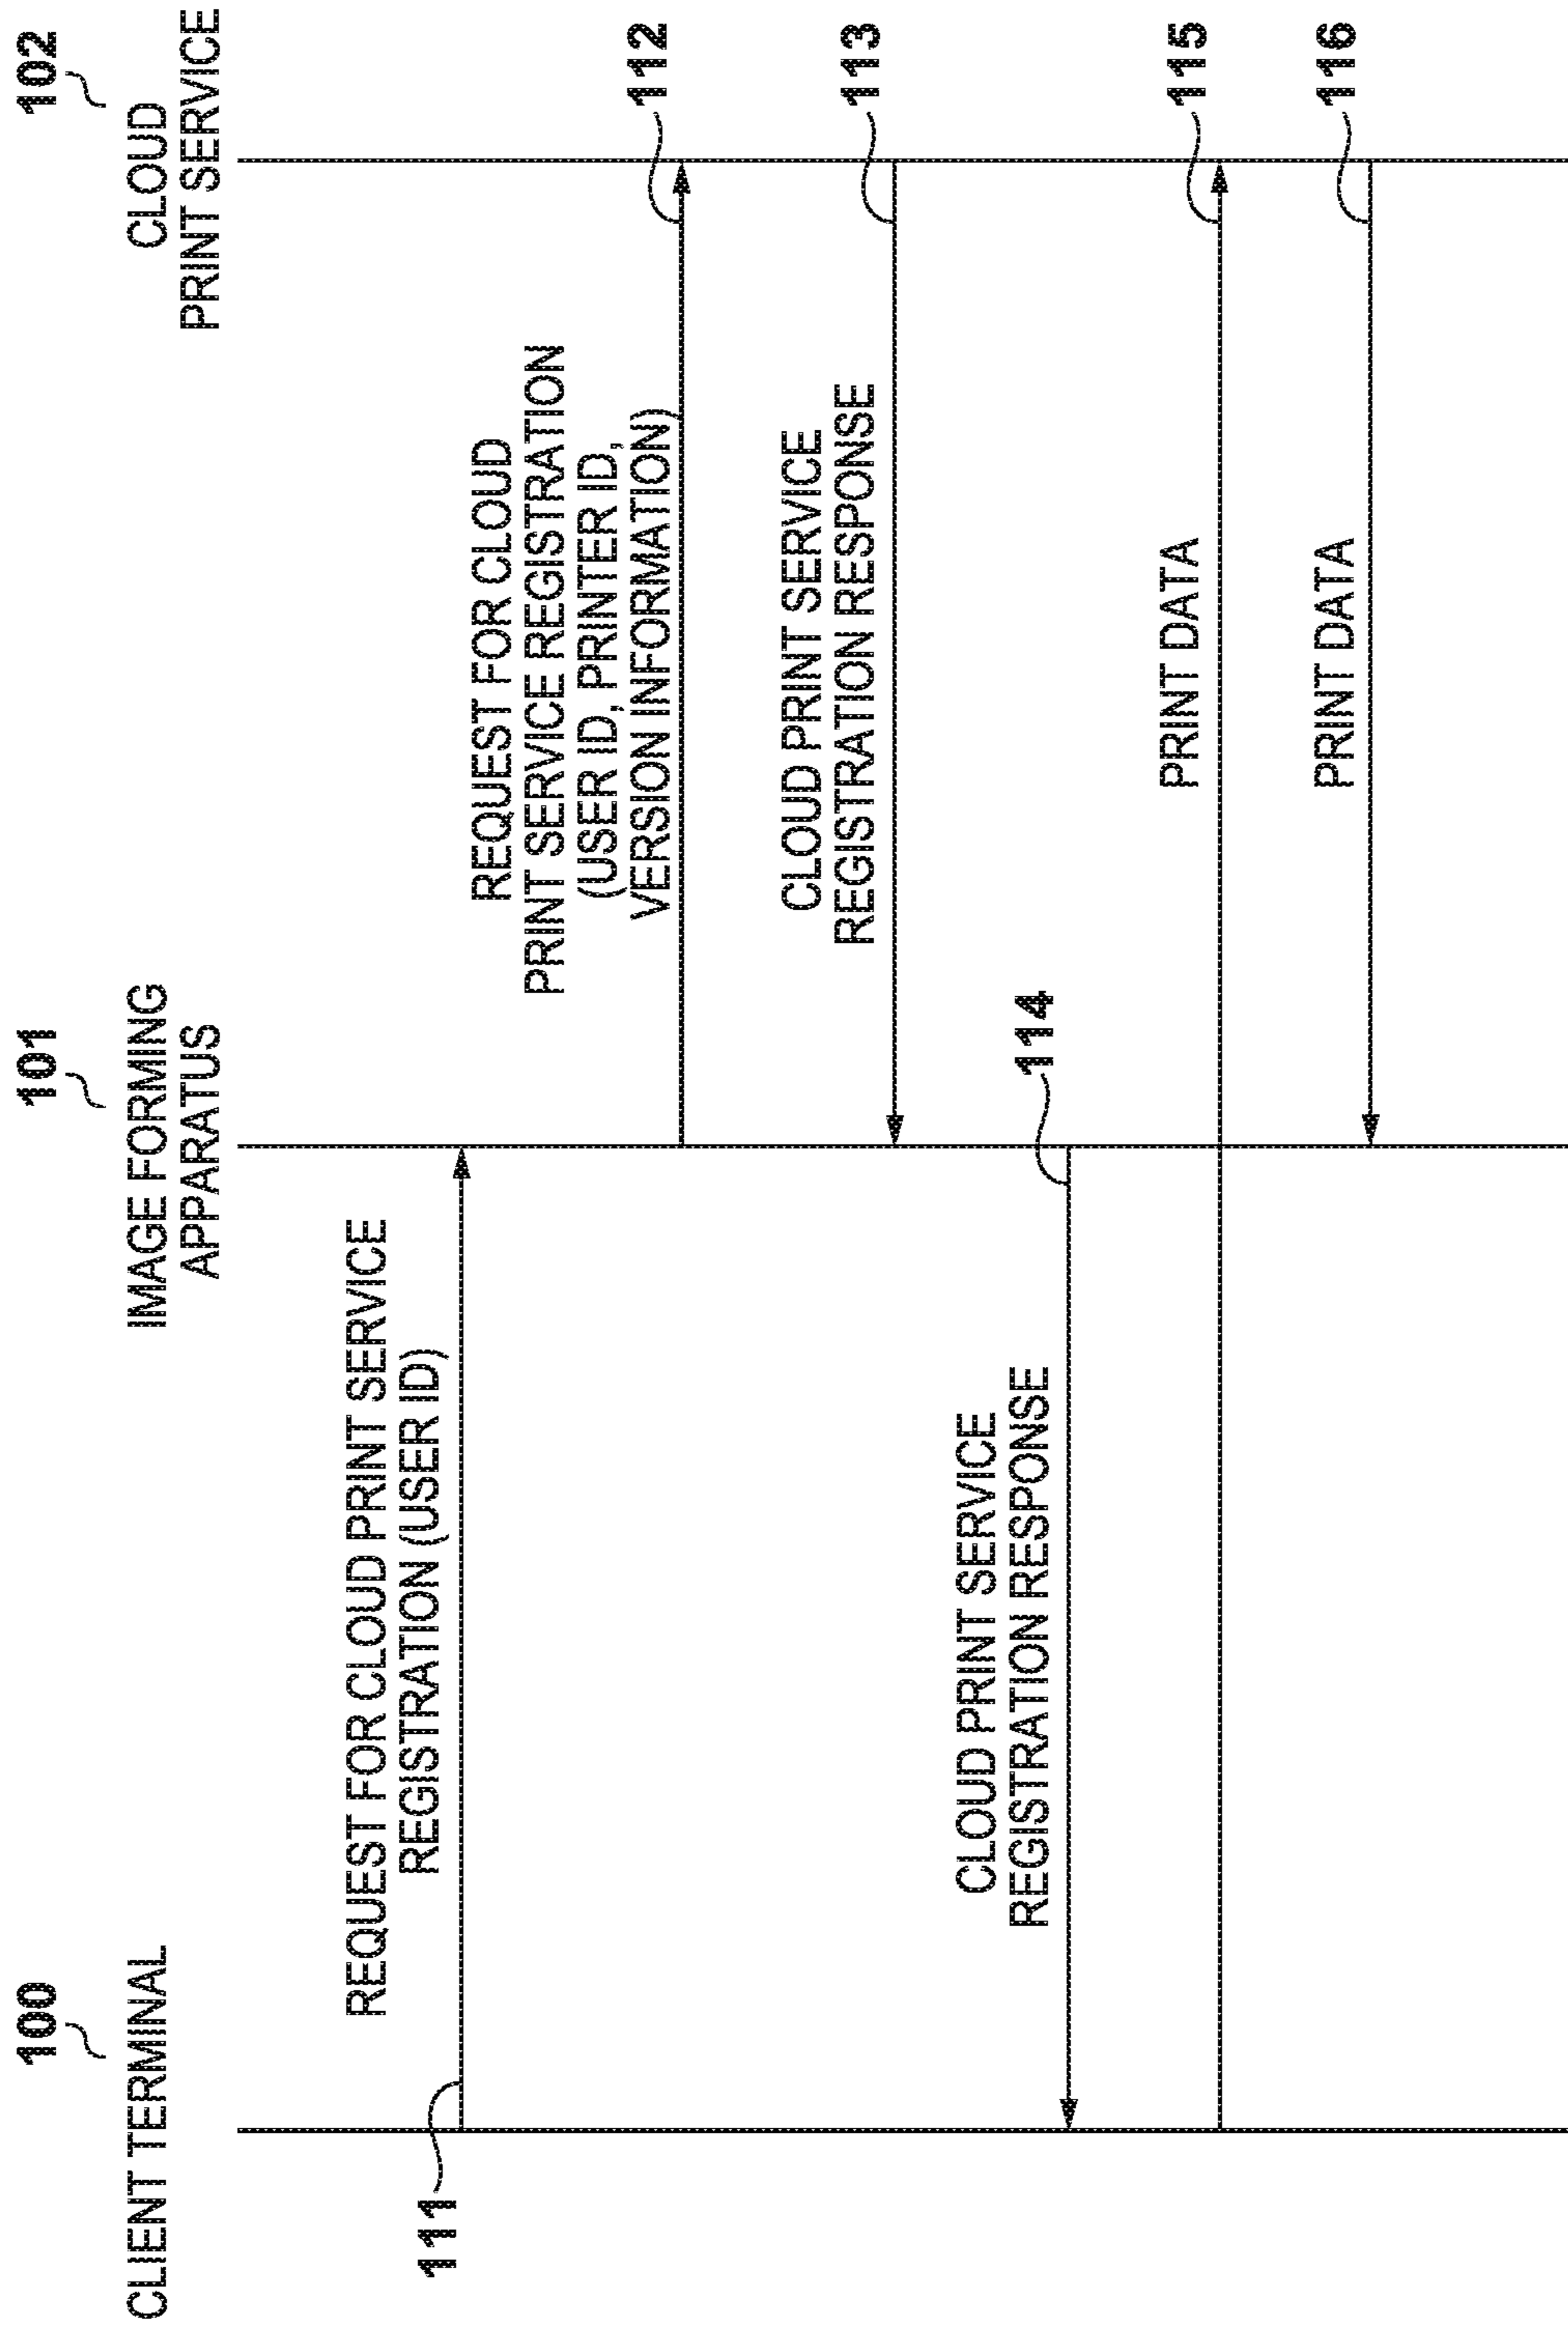 100
CLIENT TERMINAL
101
IMAGE FORMING
APPARATUS
102
CLOUD
PRINT SERVICE
REQUEST FOR CLOUD PRINT SERVICE
REGISTRATION (USER ID)
111
REQUEST FOR CLOUD
PRINT SERVICE REGISTRATION
(USER ID, PRINTER ID,
VERSION INFORMATION)
112
CLOUD PRINT SERVICE
REGISTRATION RESPONSE
113
CLOUD PRINT SERVICE
REGISTRATION RESPONSE
114
PRINT DATA
115
PRINT DATA
116